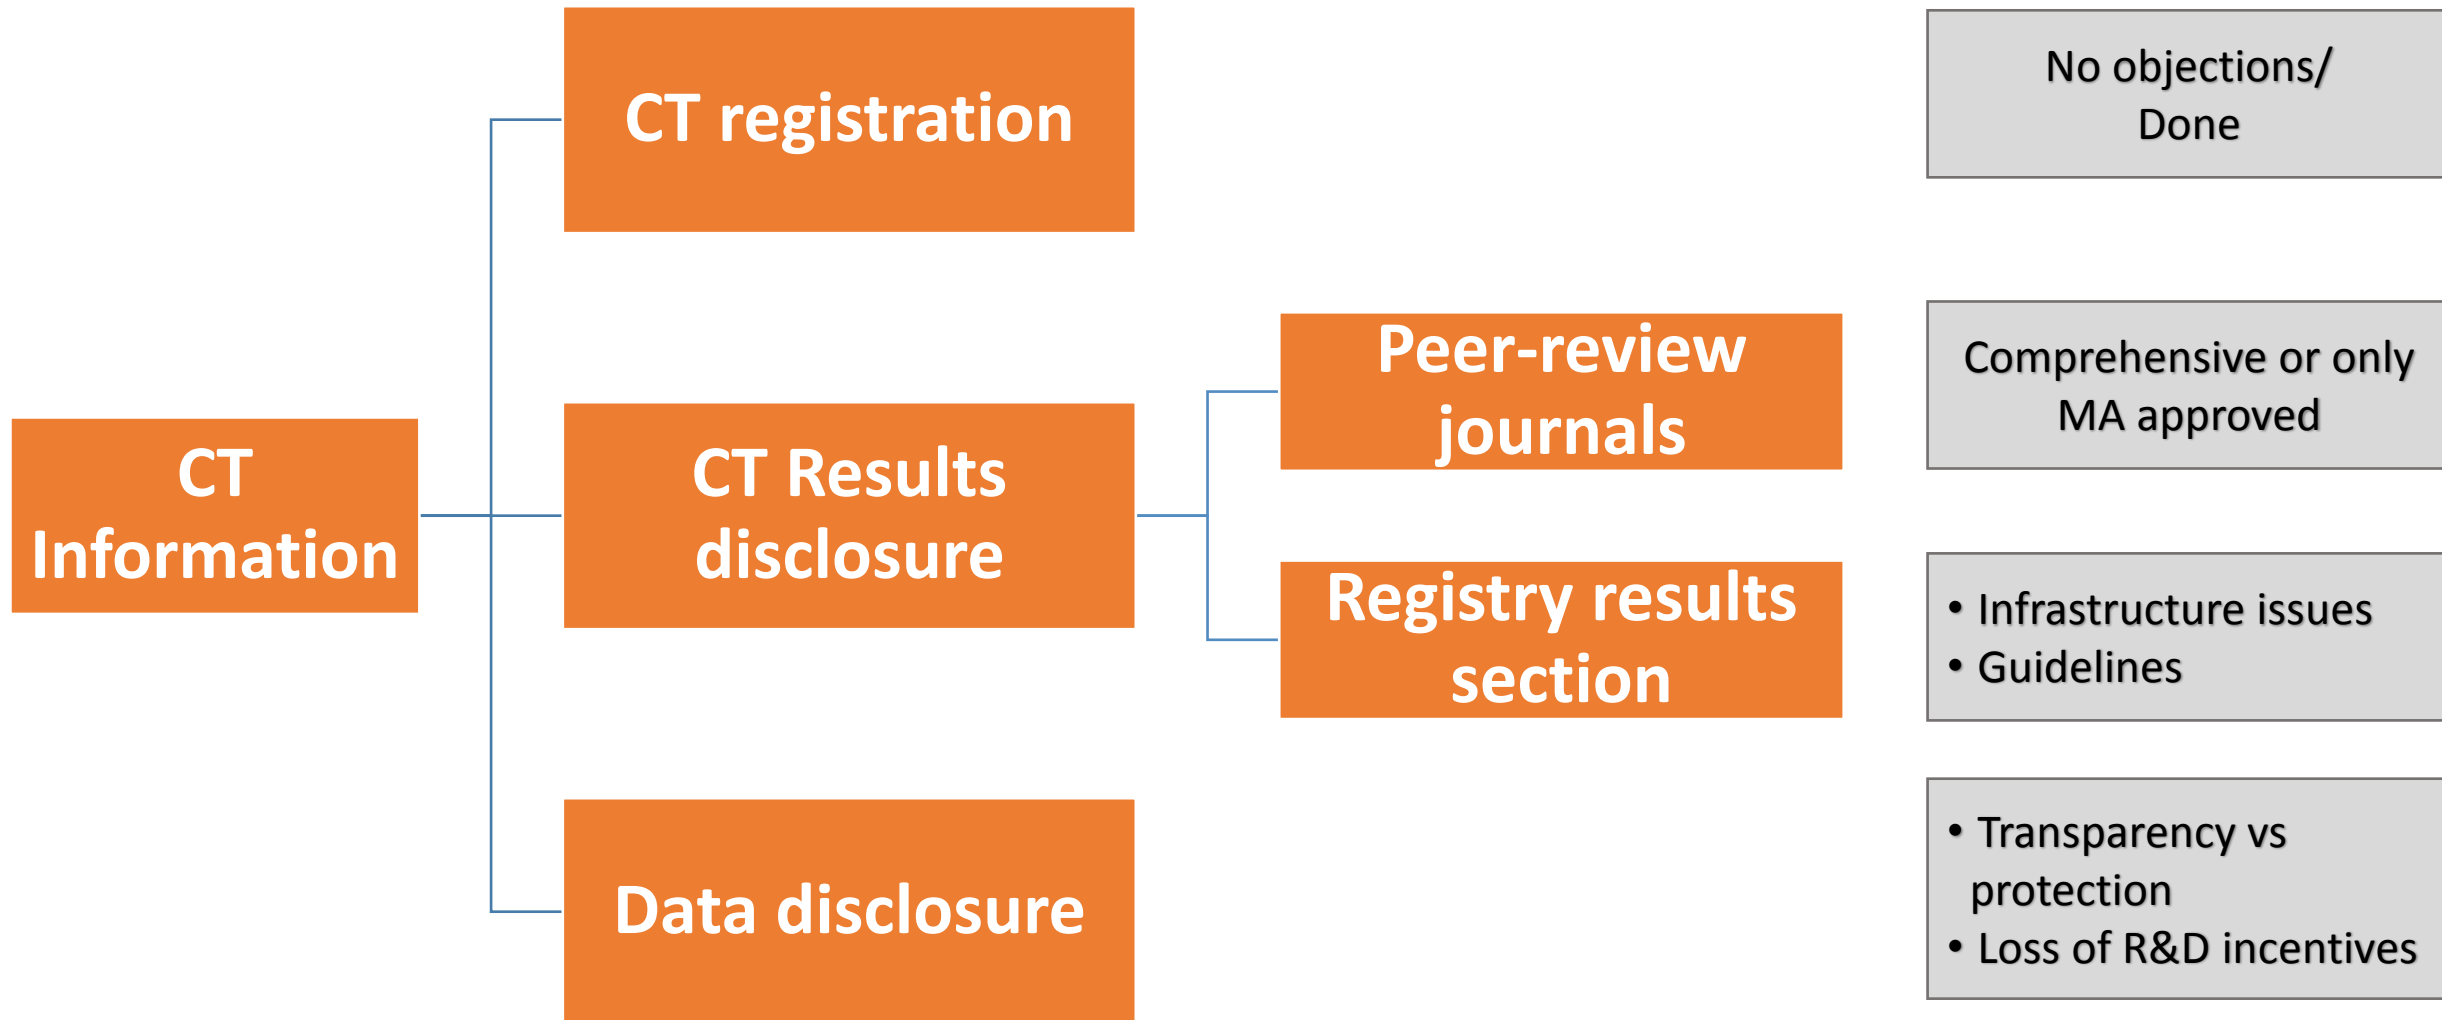 CT registration
No objections/
Done
CT
Information
CT Results
disclosure
Peer-review
journals
Comprehensive or only
MA approved
Registry results
section
• Infrastructure issues
• Guidelines
Data disclosure
• Transparency vs
protection
• Loss of R&D incentives